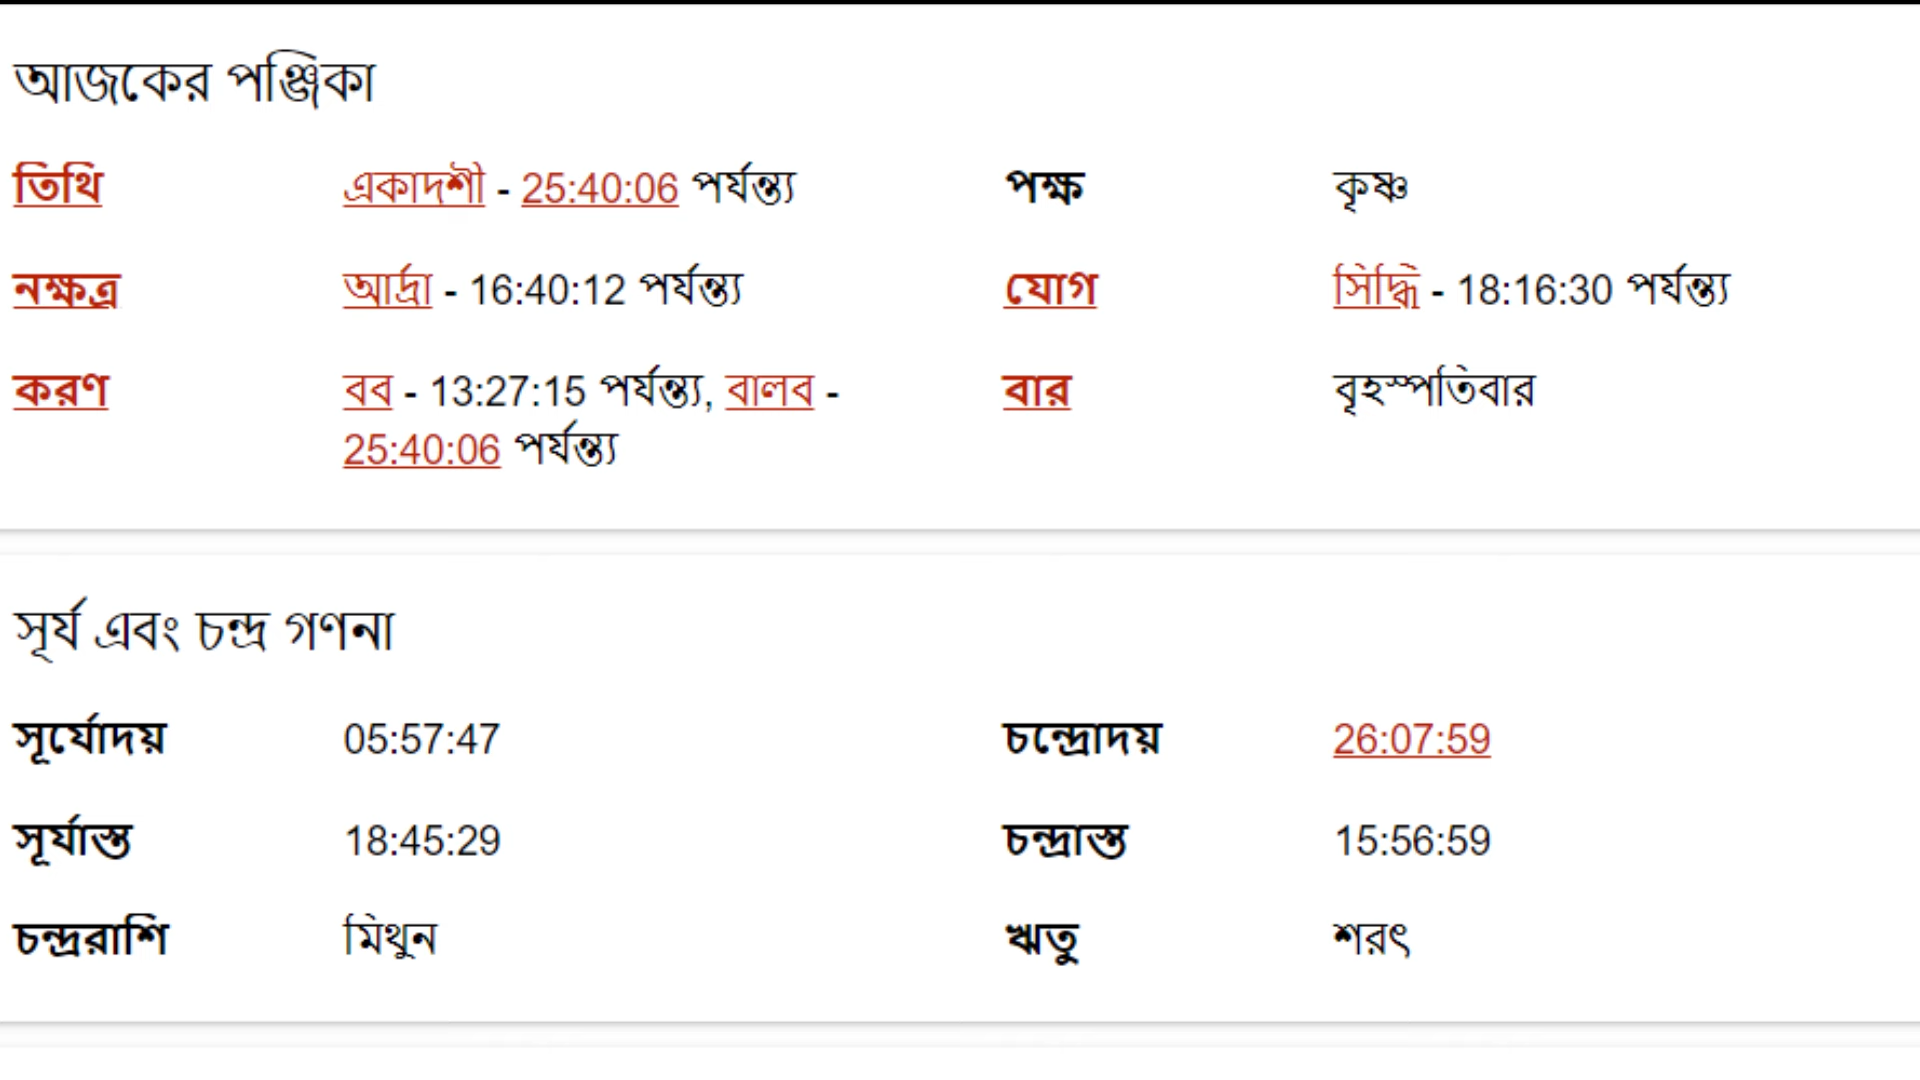 আজকের পঞ্জিকা
তিথি একাদশী - 25:40:06 পর্যন্ত্য পক্ষ কৃষ্ণ
নক্ষত্র আর্দ্রা - 16:40:12 পর্যন্ত্য যোগ সিদ্ধি - 18:16:30 পর্যন্ত্য
করণ বব - 13:27:15 পর্যন্ত্য, বালব - বার বৃহস্পতিবার
25:40:06 পর্যন্ত্য
সূর্য এবং চন্দ্র গণনা
সূর্যোদয় 05:57:47 চন্দ্রোদয় 26:07:59
সূর্যাস্ত 18:45:29 চন্দ্রাস্ত 15:56:59
চন্দ্ররাশি মিথুন ঋতু শরৎ